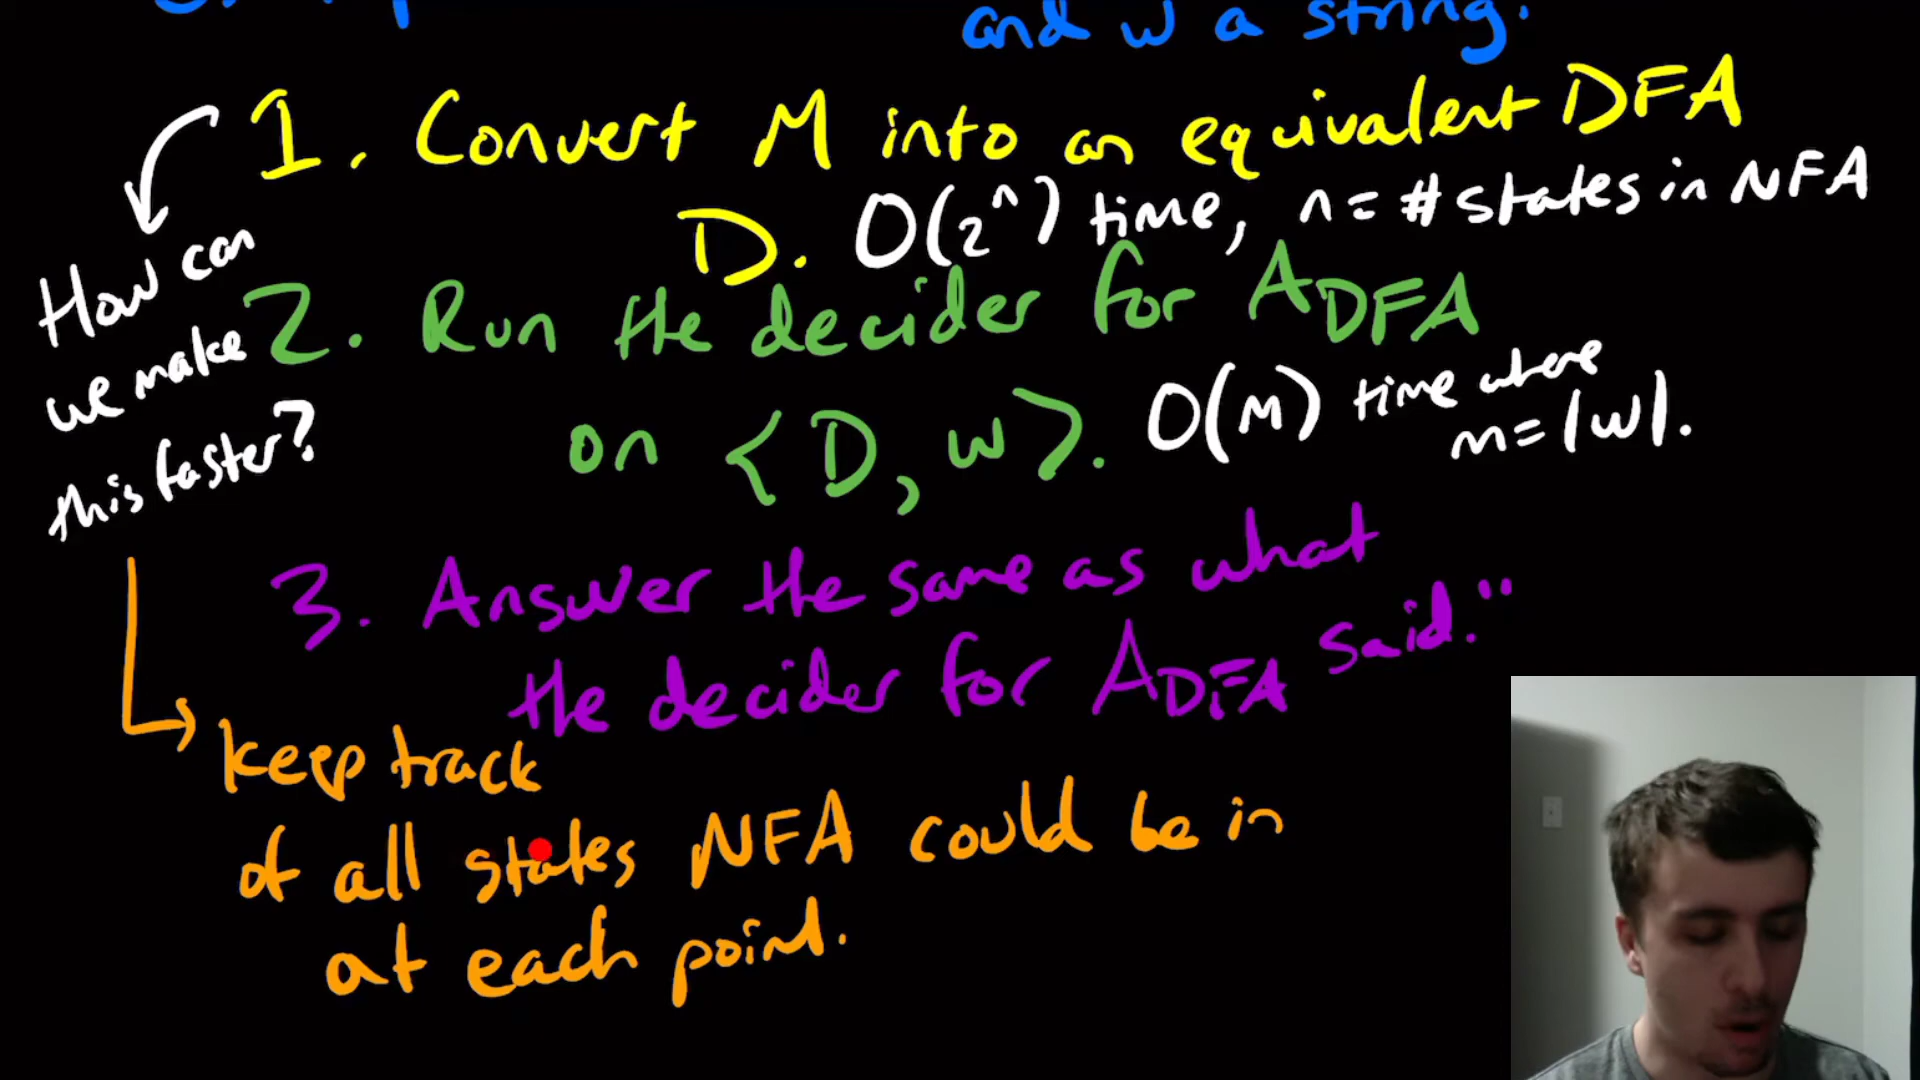 and w a string.
1. Convert M into an equivalent DFA
D. O(2^n) time, n = # states in NFA
How can
we make
this faster?
2. Run the decider for A_DFA
on <D, w>. O(m) time where
m = |w|.
3. Answer the same as what
the decider for A_DFA said."
keep track
of all states NFA could be in
at each point.